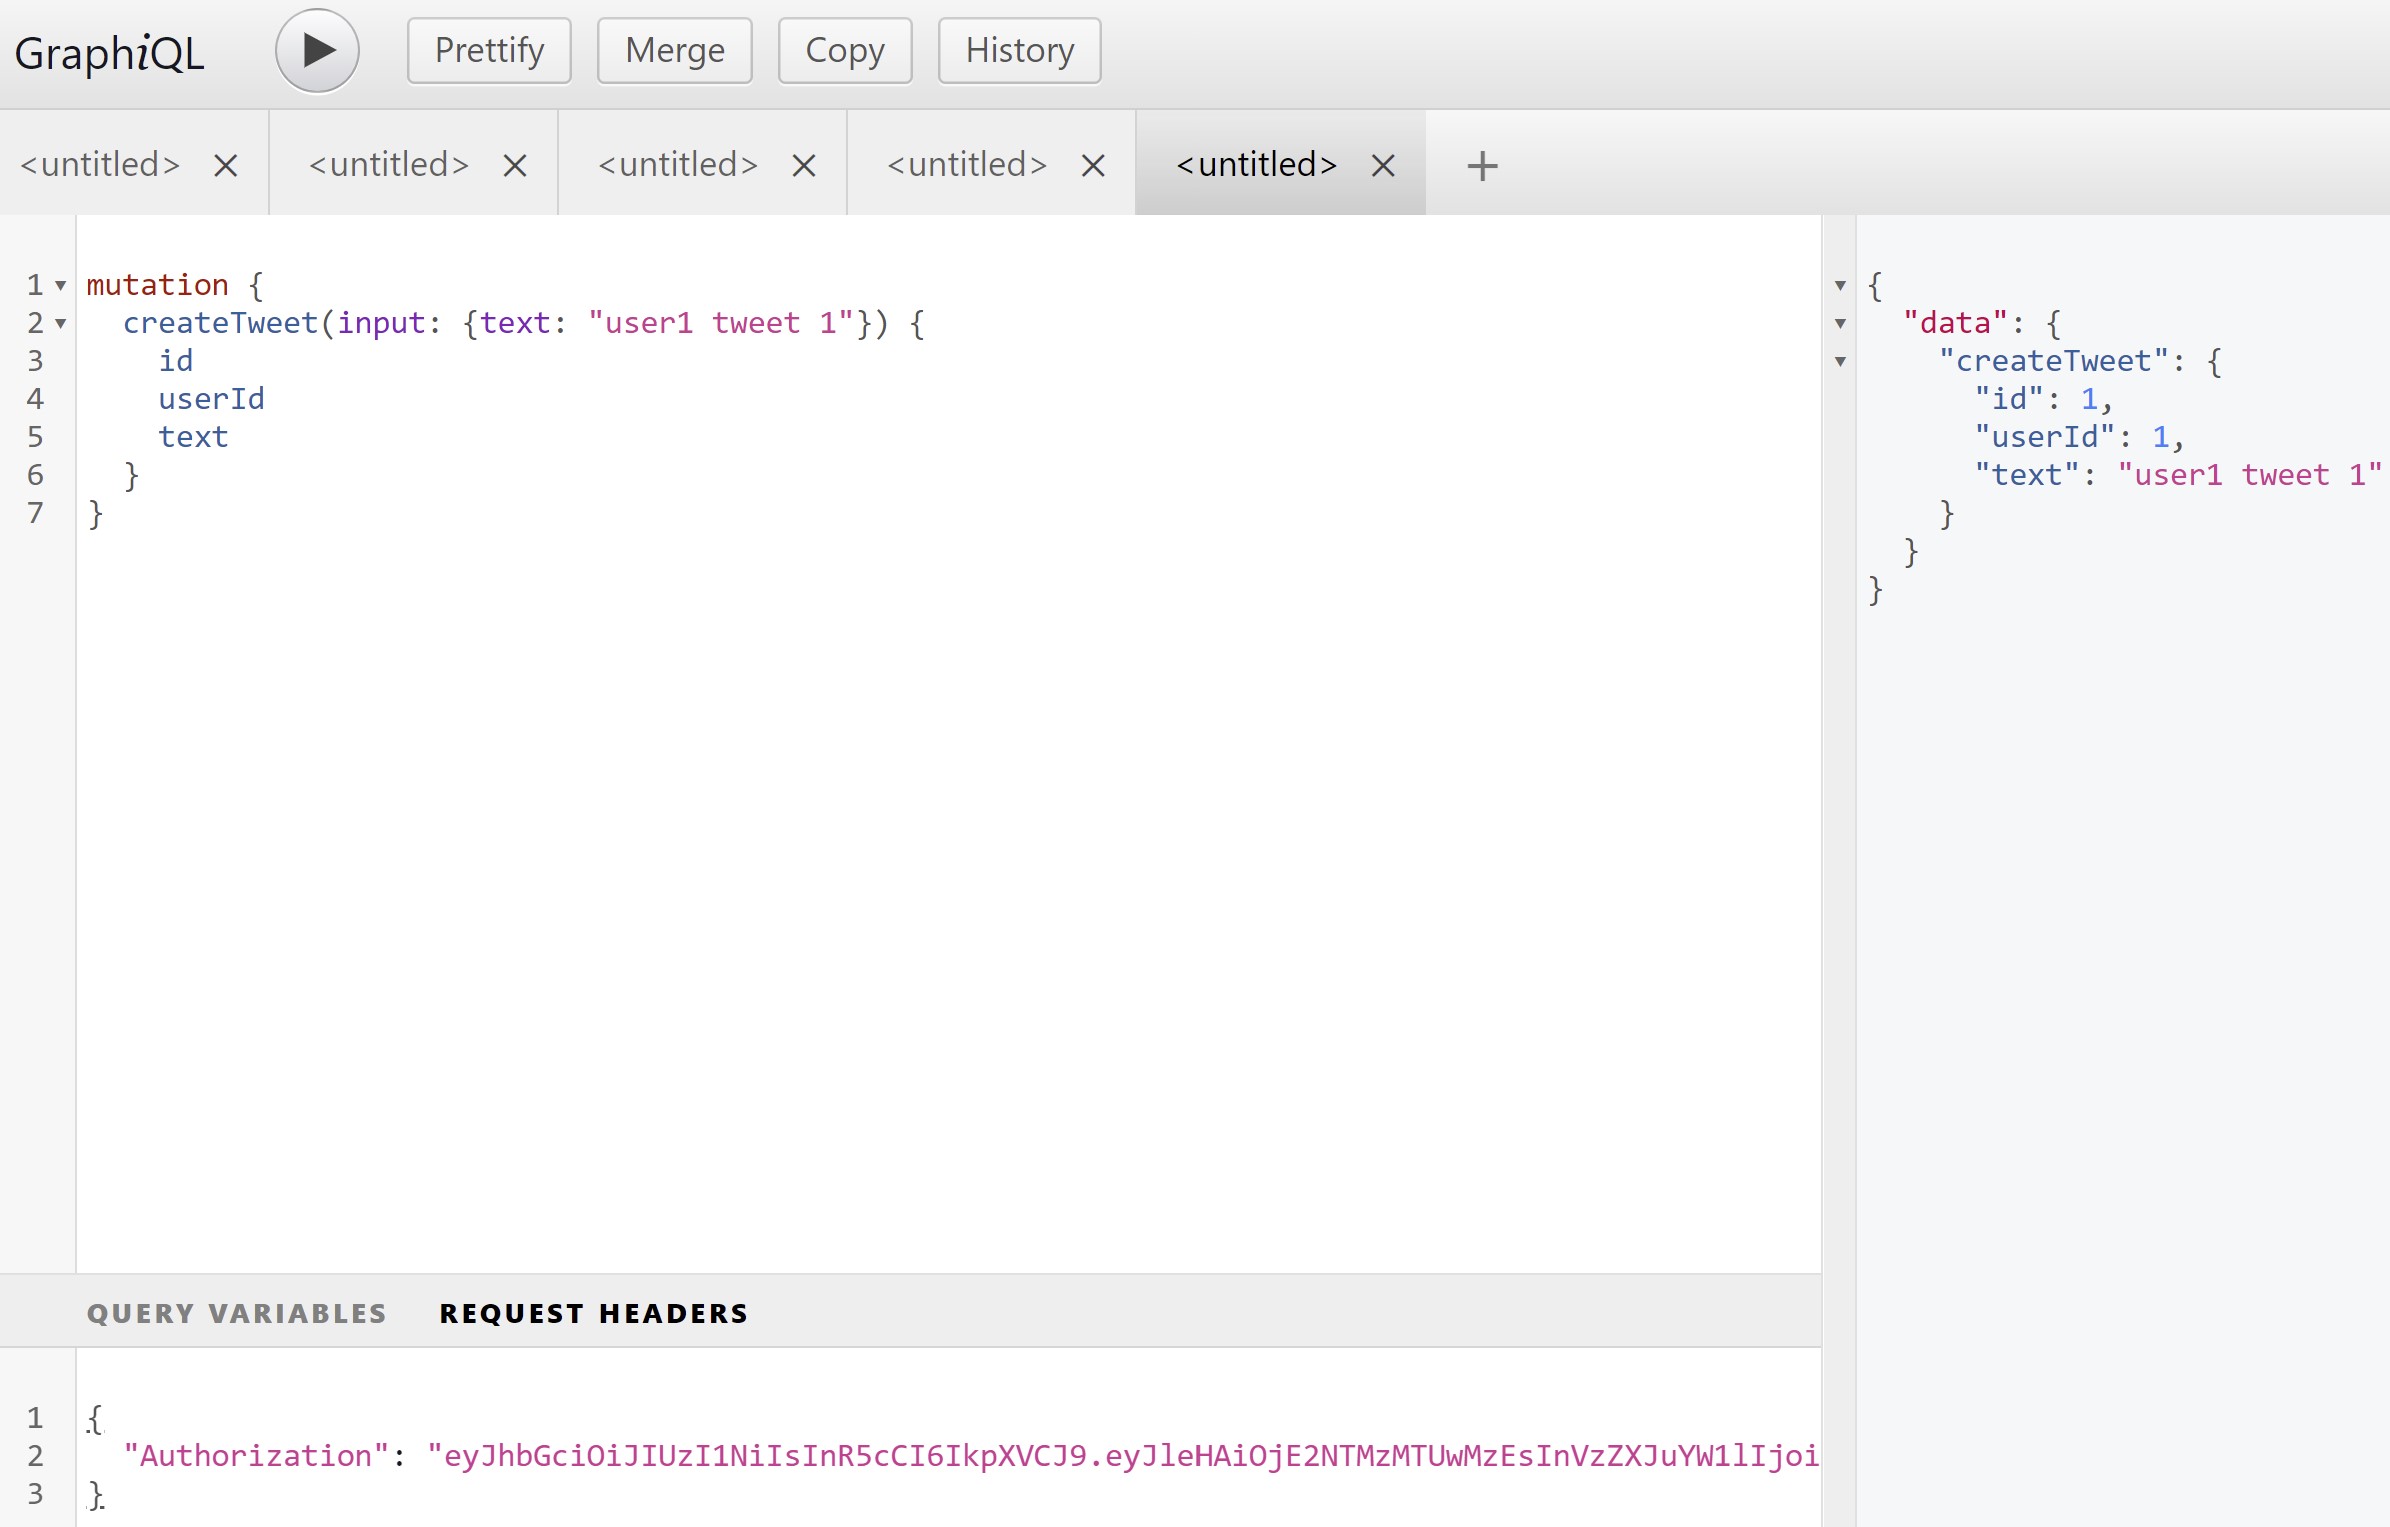 GraphiQL Prettify Merge Copy History
<untitled> × <untitled> × <untitled> × <untitled> × <untitled> × +
1 mutation {
2   createTweet(input: {text: "user1 tweet 1"}) {
3     id
4     userId
5     text
6   }
7 }
{
  "data": {
    "createTweet": {
      "id": 1,
      "userId": 1,
      "text": "user1 tweet 1"
    }
  }
}
QUERY VARIABLES REQUEST HEADERS
1 {
2   "Authorization": "eyJhbGciOiJIUzI1NiIsInR5cCI6IkpXVCJ9.eyJleHAiOjE2NTMzMTUwMzEsInVzZXJuYW1lIjoi
3 }